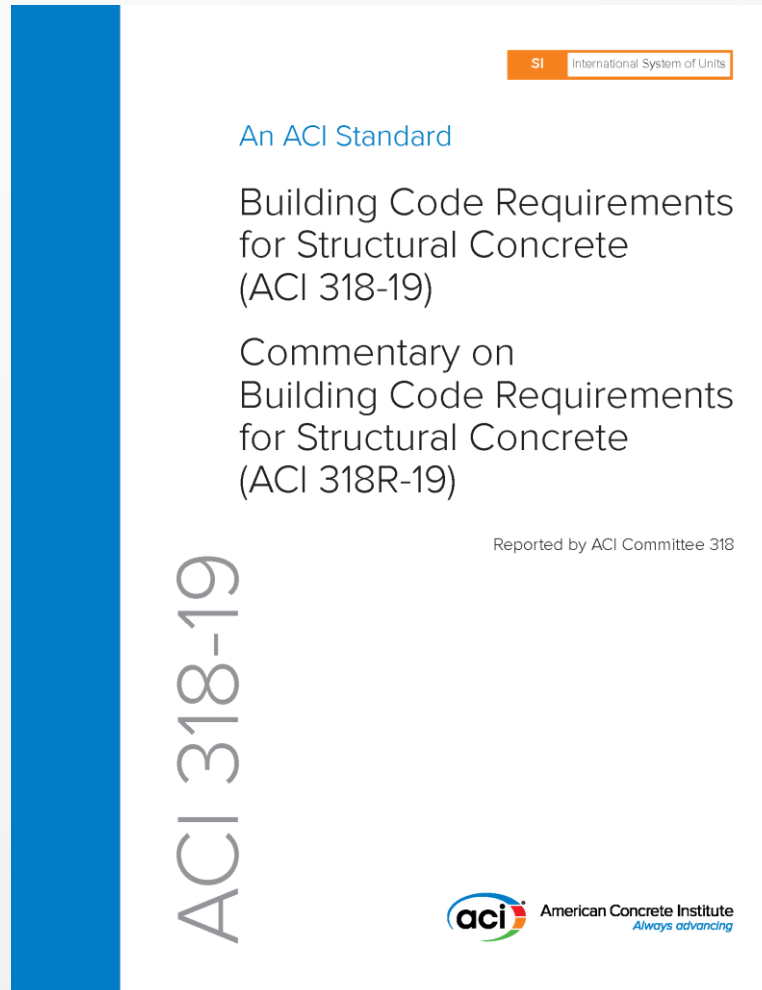 SI International System of Units
An ACI Standard
Building Code Requirements
for Structural Concrete
(ACI 318-19)
Commentary on
Building Code Requirements
for Structural Concrete
(ACI 318R-19)
Reported by ACI Committee 318
ACI 318-19
aci American Concrete Institute
Always advancing